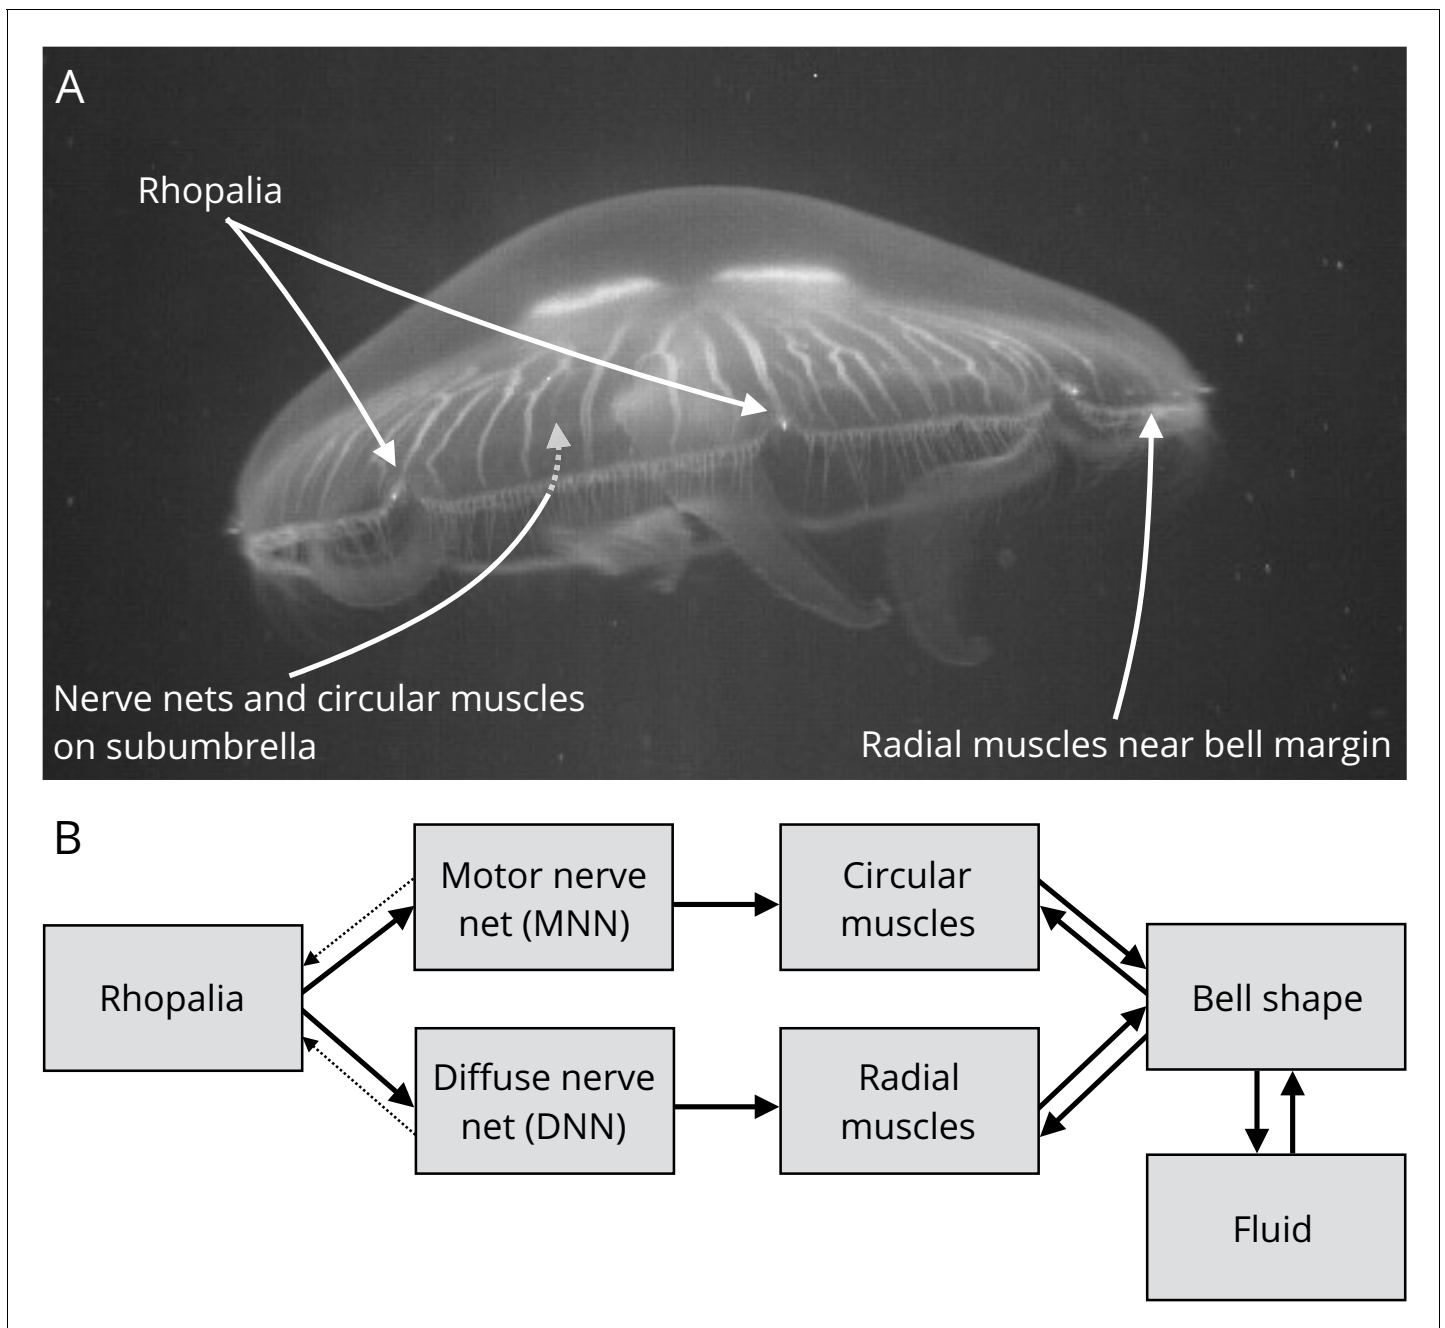 A
Rhopalia
Nerve nets and circular muscles
on subumbrella
Radial muscles near bell margin
B
Motor nerve
net (MNN)
Circular
muscles
Rhopalia
Bell shape
Diffuse nerve
net (DNN)
Radial
muscles
Fluid